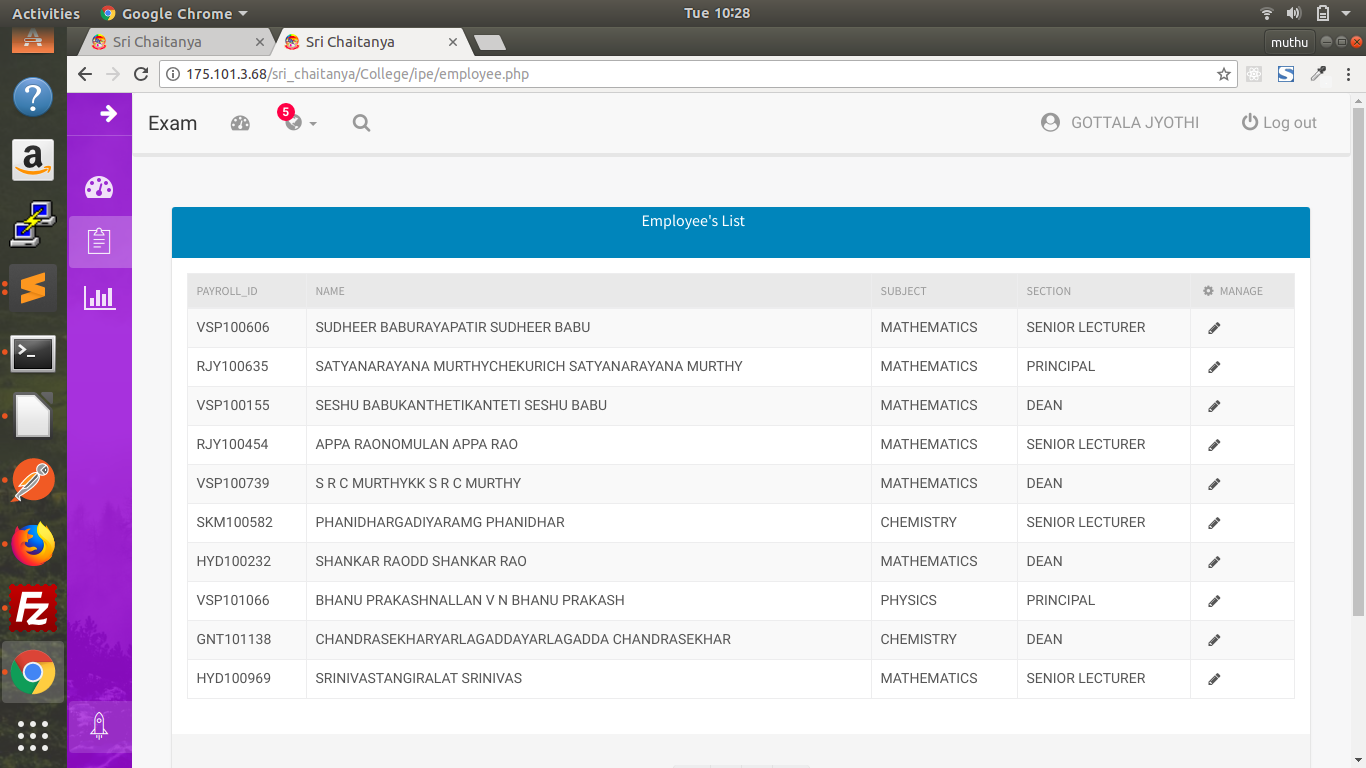 Activities Google Chrome Tue 10:28
Sri Chaitanya Sri Chaitanya muthu
175.101.3.68/sri_chaitanya/College/ipe/employee.php
Exam 5 GOTTALA JYOTHI Log out
Employee's List
PAYROLL_ID NAME SUBJECT SECTION MANAGE
VSP100606 SUDHEER BABURAYAPATIR SUDHEER BABU MATHEMATICS SENIOR LECTURER
RJY100635 SATYANARAYANA MURTHYCHEKURICH SATYANARAYANA MURTHY MATHEMATICS PRINCIPAL
VSP100155 SESHU BABUKANTHETIKANTETI SESHU BABU MATHEMATICS DEAN
RJY100454 APPA RAONOMULAN APPA RAO MATHEMATICS SENIOR LECTURER
VSP100739 S R C MURTHYKK S R C MURTHY MATHEMATICS DEAN
SKM100582 PHANIDHARGADIYARAMG PHANIDHAR CHEMISTRY SENIOR LECTURER
HYD100232 SHANKAR RAODD SHANKAR RAO MATHEMATICS DEAN
VSP101066 BHANU PRAKASHNALLAN V N BHANU PRAKASH PHYSICS PRINCIPAL
GNT101138 CHANDRASEKHARYARLAGADDAYARLAGADDA CHANDRASEKHAR CHEMISTRY DEAN
HYD100969 SRINIVASTANGIRALAT SRINIVAS MATHEMATICS SENIOR LECTURER